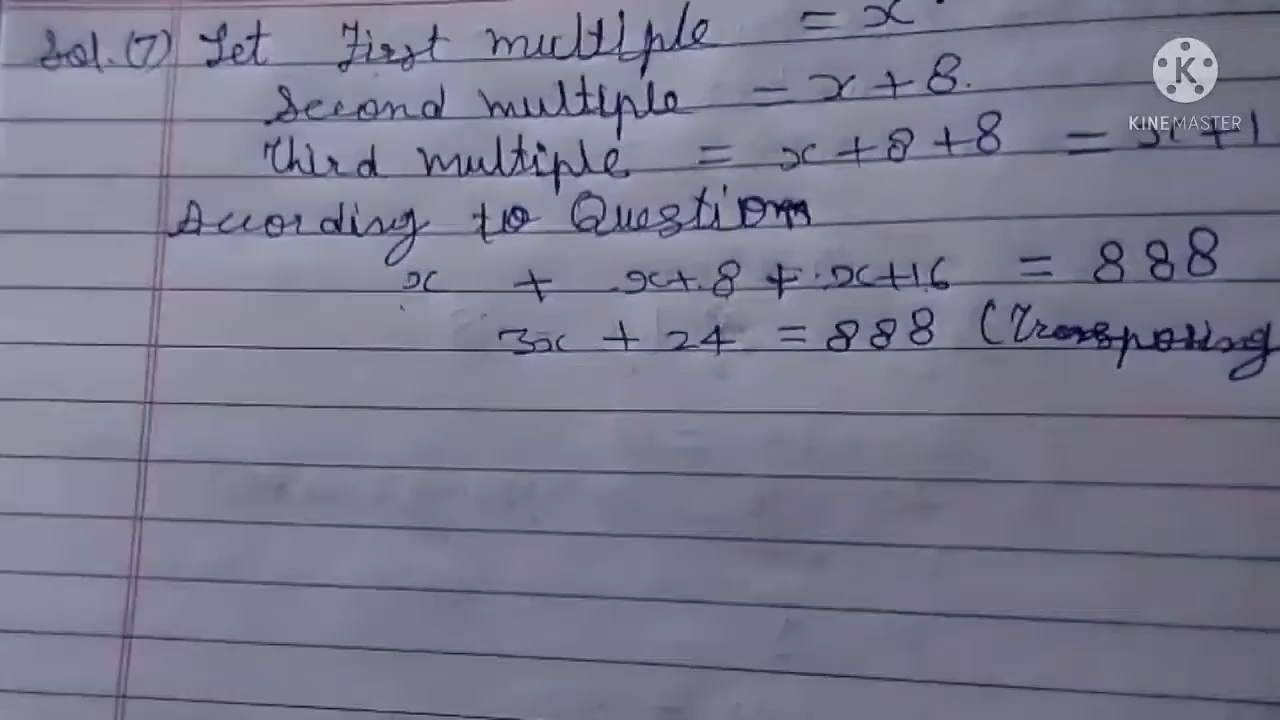 Sol.(7) Let First multiple = x
Second multiple = x + 8.
Third multiple = x + 8 + 8 = x + 1
According to Question
x + x + 8 + x + 16 = 888
3x + 24 = 888 (Transposing
K
KINEMASTER